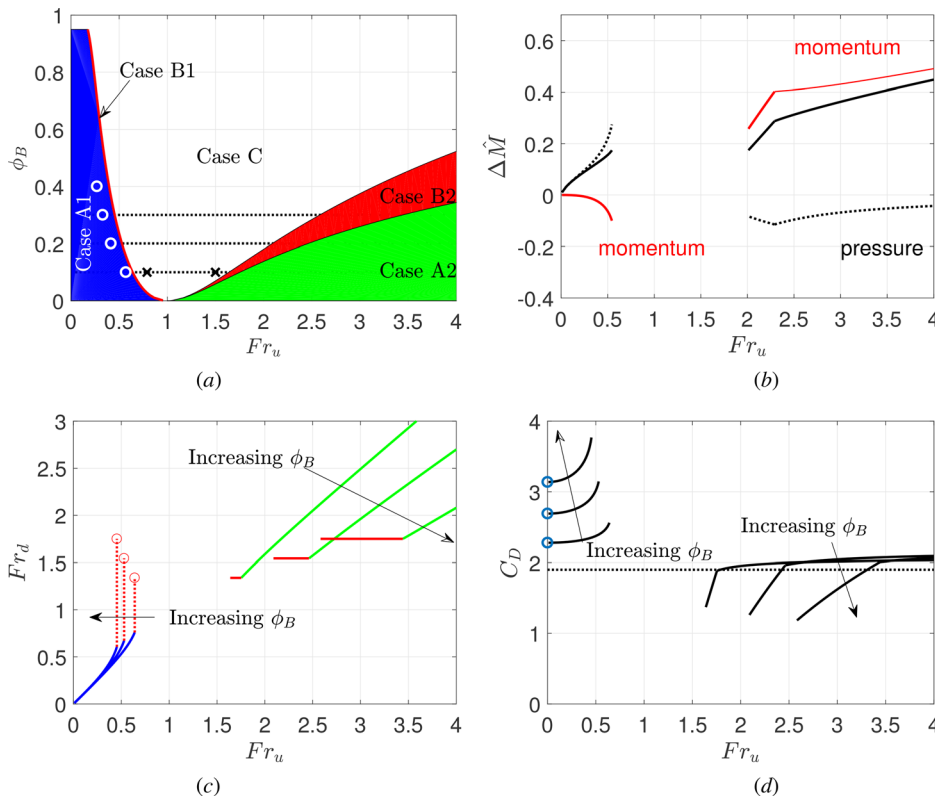 1
0.8
0.6
0.4
0.2
0
ϕ_B
Case B1
Case C
Case A1
Case B2
Case A2
0 0.5 1 1.5 2 2.5 3 3.5 4
Fr_u
(a)
0.6
0.4
0.2
0
-0.2
-0.4
ΔM̂
momentum
momentum
pressure
0 0.5 1 1.5 2 2.5 3 3.5 4
Fr_u
(b)
3
2.5
2
1.5
1
0.5
0
Fr_d
Increasing ϕ_B
Increasing ϕ_B
0 0.5 1 1.5 2 2.5 3 3.5 4
Fr_u
(c)
4
3
2
1
0
C_D
Increasing ϕ_B
Increasing ϕ_B
0 0.5 1 1.5 2 2.5 3 3.5 4
Fr_u
(d)